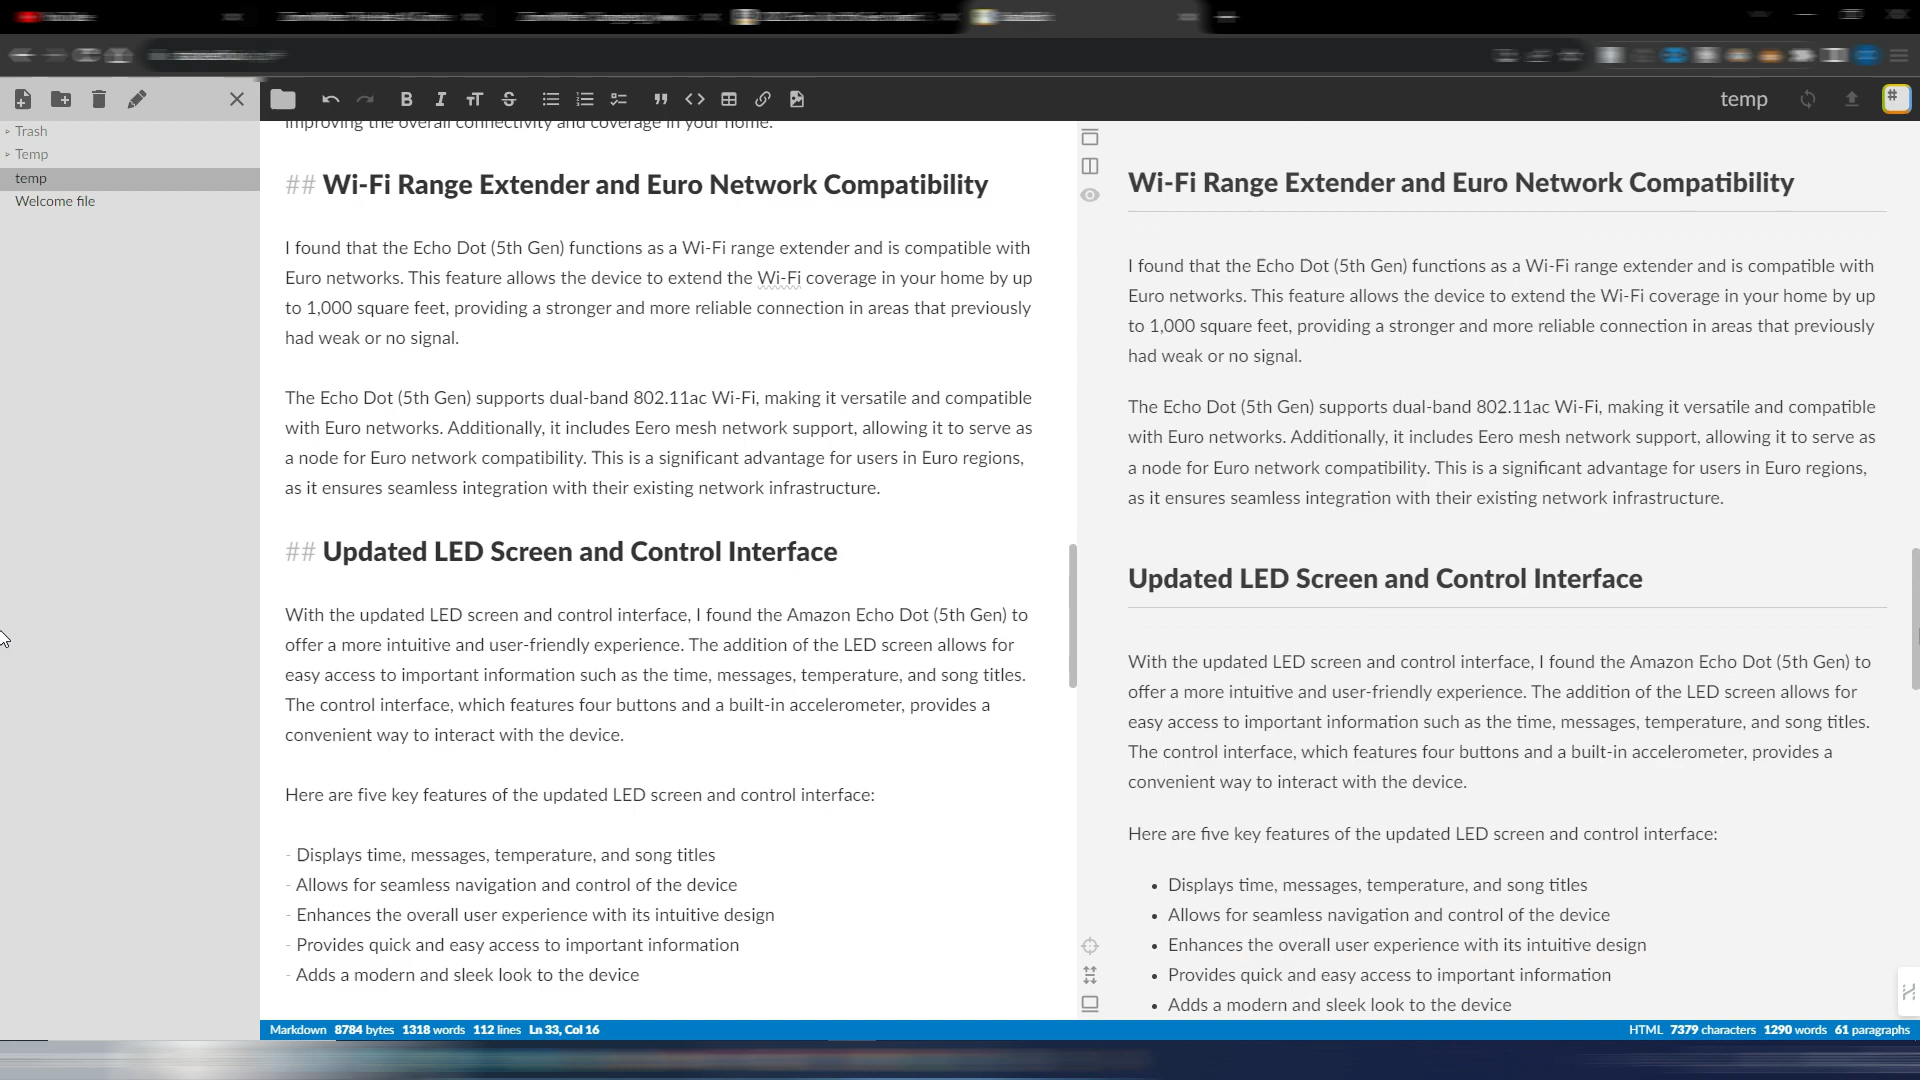 temp
Trash
Temp
temp
Welcome file
improving the overall connectivity and coverage in your home.
## Wi-Fi Range Extender and Euro Network Compatibility
I found that the Echo Dot (5th Gen) functions as a Wi-Fi range extender and is compatible with
Euro networks. This feature allows the device to extend the Wi-Fi coverage in your home by up
to 1,000 square feet, providing a stronger and more reliable connection in areas that previously
had weak or no signal.
The Echo Dot (5th Gen) supports dual-band 802.11ac Wi-Fi, making it versatile and compatible
with Euro networks. Additionally, it includes Eero mesh network support, allowing it to serve as
a node for Euro network compatibility. This is a significant advantage for users in Euro regions,
as it ensures seamless integration with their existing network infrastructure.
## Updated LED Screen and Control Interface
With the updated LED screen and control interface, I found the Amazon Echo Dot (5th Gen) to
offer a more intuitive and user-friendly experience. The addition of the LED screen allows for
easy access to important information such as the time, messages, temperature, and song titles.
The control interface, which features four buttons and a built-in accelerometer, provides a
convenient way to interact with the device.
Here are five key features of the updated LED screen and control interface:
- Displays time, messages, temperature, and song titles
- Allows for seamless navigation and control of the device
- Enhances the overall user experience with its intuitive design
- Provides quick and easy access to important information
- Adds a modern and sleek look to the device
Wi-Fi Range Extender and Euro Network Compatibility
I found that the Echo Dot (5th Gen) functions as a Wi-Fi range extender and is compatible with
Euro networks. This feature allows the device to extend the Wi-Fi coverage in your home by up
to 1,000 square feet, providing a stronger and more reliable connection in areas that previously
had weak or no signal.
The Echo Dot (5th Gen) supports dual-band 802.11ac Wi-Fi, making it versatile and compatible
with Euro networks. Additionally, it includes Eero mesh network support, allowing it to serve as
a node for Euro network compatibility. This is a significant advantage for users in Euro regions,
as it ensures seamless integration with their existing network infrastructure.
Updated LED Screen and Control Interface
With the updated LED screen and control interface, I found the Amazon Echo Dot (5th Gen) to
offer a more intuitive and user-friendly experience. The addition of the LED screen allows for
easy access to important information such as the time, messages, temperature, and song titles.
The control interface, which features four buttons and a built-in accelerometer, provides a
convenient way to interact with the device.
Here are five key features of the updated LED screen and control interface:
• Displays time, messages, temperature, and song titles
• Allows for seamless navigation and control of the device
• Enhances the overall user experience with its intuitive design
• Provides quick and easy access to important information
• Adds a modern and sleek look to the device
Markdown 8784 bytes 1318 words 112 lines Ln 33, Col 16
HTML 7379 characters 1290 words 61 paragraphs